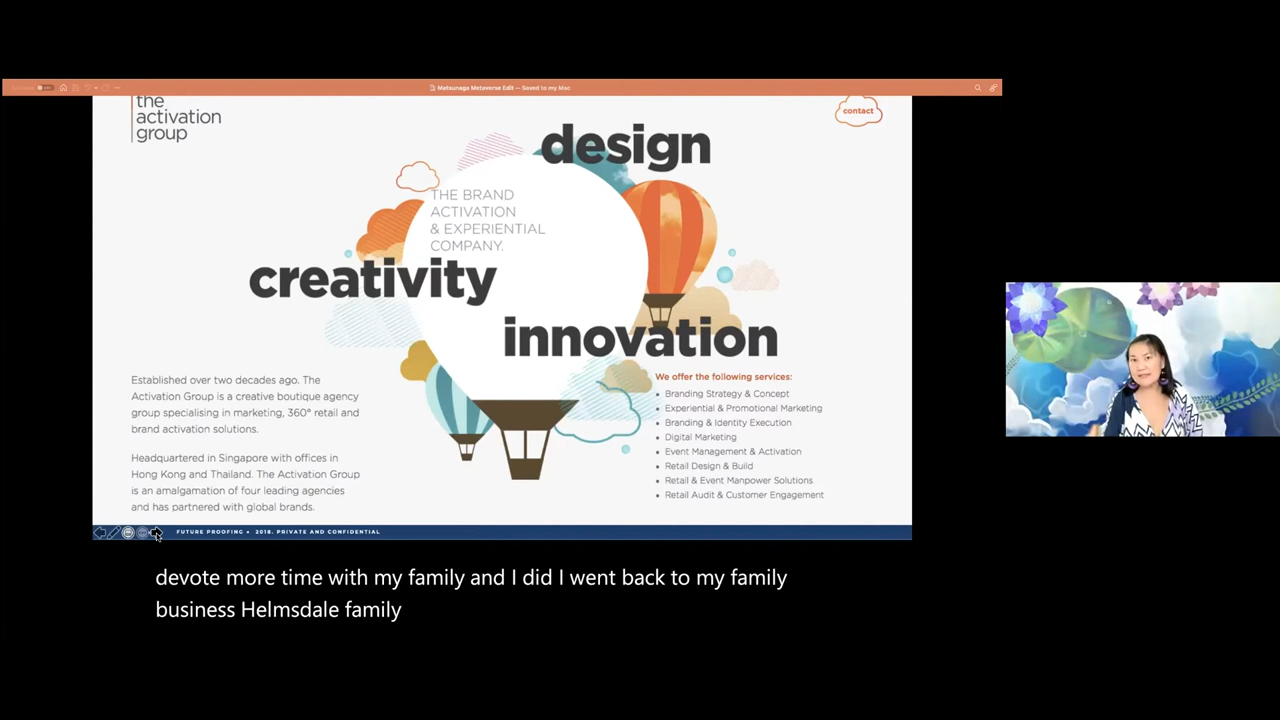 Matsunaga Metaverse Edit — Saved to my Mac
the
activation
group
contact
design
THE BRAND
ACTIVATION
& EXPERIENTIAL
COMPANY.
creativity
innovation
Established over two decades ago. The
Activation Group is a creative boutique agency
group specialising in marketing, 360° retail and
brand activation solutions.
Headquartered in Singapore with offices in
Hong Kong and Thailand. The Activation Group
is an amalgamation of four leading agencies
and has partnered with global brands.
We offer the following services:
• Branding Strategy & Concept
• Experiential & Promotional Marketing
• Branding & Identity Execution
• Digital Marketing
• Event Management & Activation
• Retail Design & Build
• Retail & Event Manpower Solutions
• Retail Audit & Customer Engagement
FUTURE PROOFING • 2018. PRIVATE AND CONFIDENTIAL
devote more time with my family and I did I went back to my family
business Helmsdale family